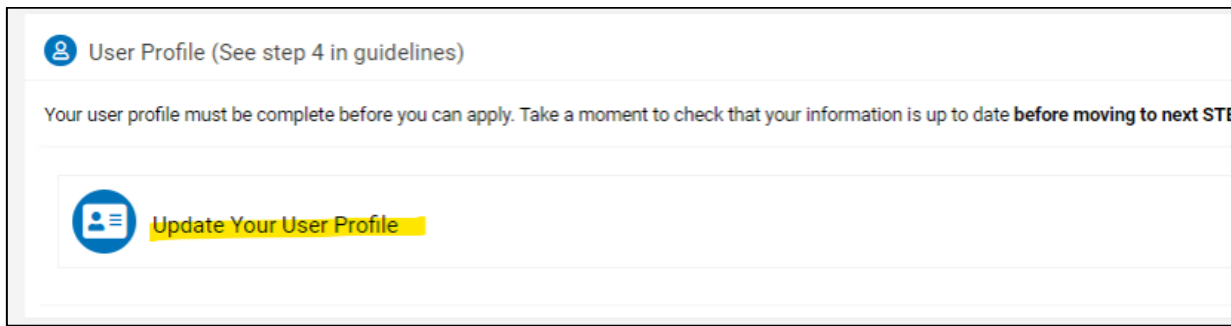 User Profile (See step 4 in guidelines)
Your user profile must be complete before you can apply. Take a moment to check that your information is up to date before moving to next
Update Your User Profile